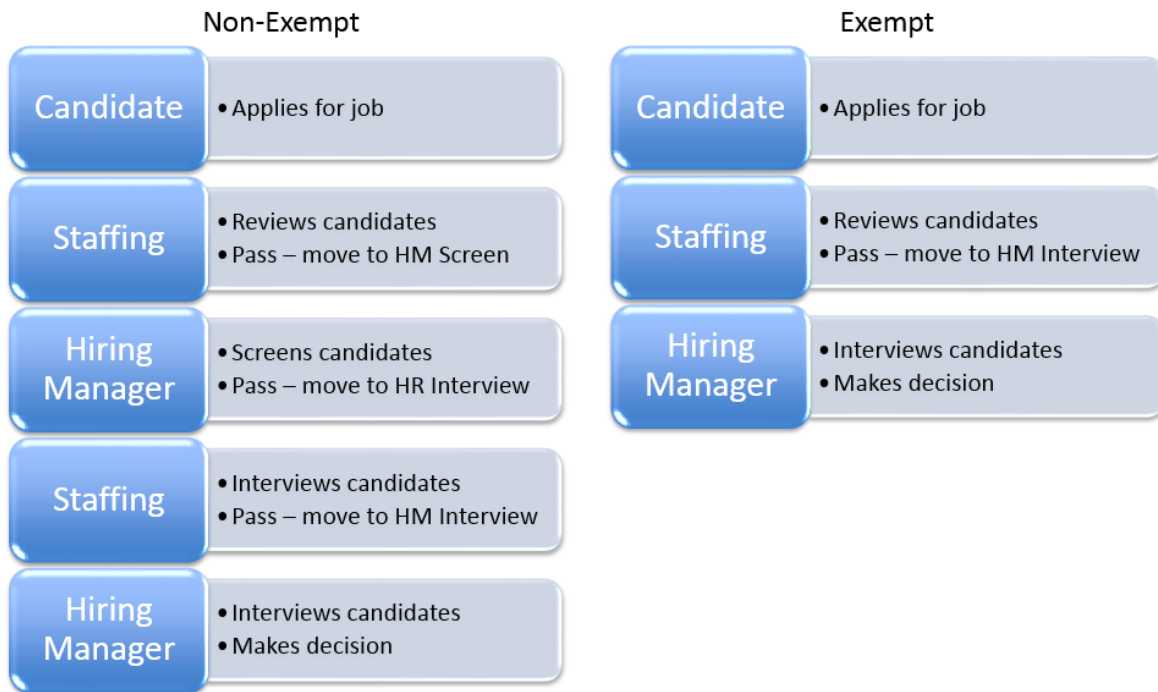 Non-Exempt
Candidate
• Applies for job
Staffing
• Reviews candidates
• Pass – move to HM Screen
Hiring
Manager
• Screens candidates
• Pass – move to HR Interview
Staffing
• Interviews candidates
• Pass – move to HM Interview
Hiring
Manager
• Interviews candidates
• Makes decision
Exempt
Candidate
• Applies for job
Staffing
• Reviews candidates
• Pass – move to HM Interview
Hiring
Manager
• Interviews candidates
• Makes decision